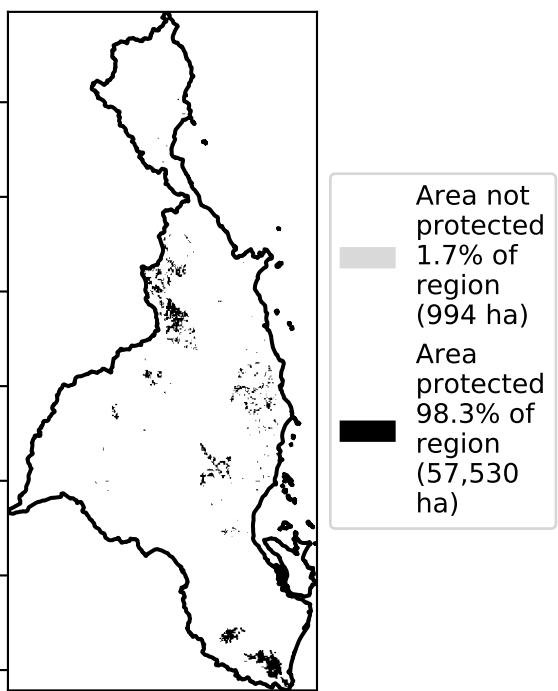 Area not
protected
1.7% of
region
(994 ha)
Area
protected
98.3% of
region
(57,530
ha)